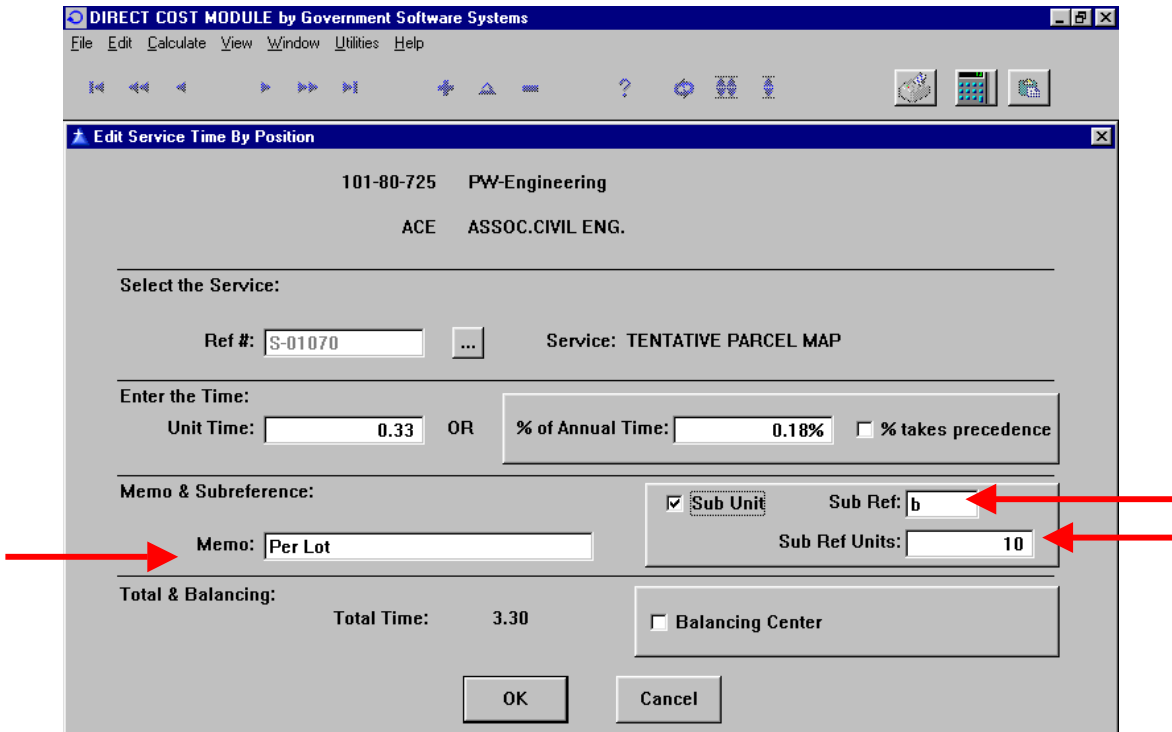 DIRECT COST MODULE by Government Software Systems
File Edit Calculate View Window Utilities Help
Edit Service Time By Position
101-80-725 PW-Engineering
ACE ASSOC.CIVIL ENG.
Select the Service:
Ref #: S-01070 ... Service: TENTATIVE PARCEL MAP
Enter the Time:
Unit Time: 0.33 OR % of Annual Time: 0.18% % takes precedence
Memo & Subreference:
Sub Unit Sub Ref: b
Memo: Per Lot Sub Ref Units: 10
Total & Balancing:
Total Time: 3.30 Balancing Center
OK Cancel